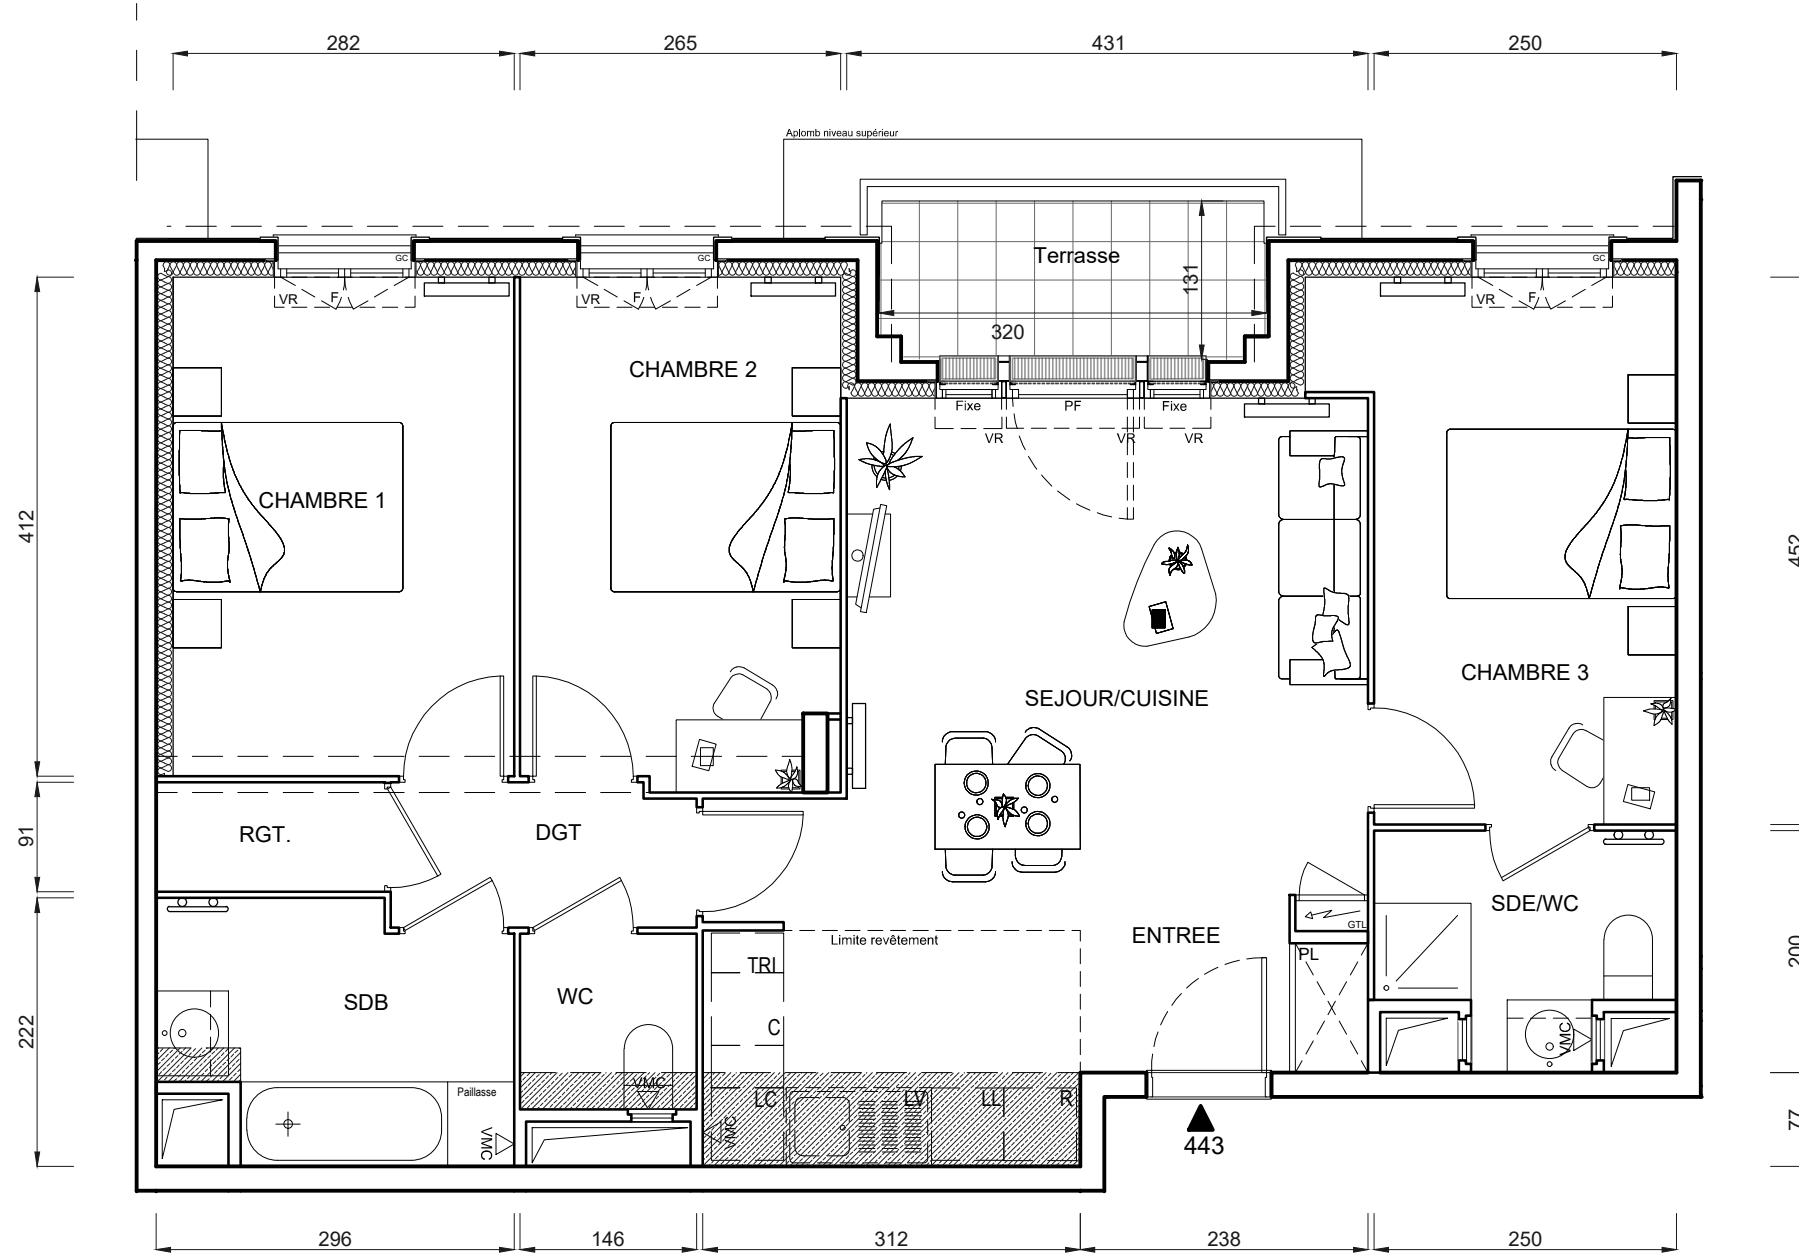 282
265
431
250
Aplomb niveau supérieur
Terrasse
131
320
GC
GC
GC
VR
F
VR
F
VR
F
CHAMBRE 2
Fixe
PF
Fixe
VR
VR
VR
CHAMBRE 1
412
452
CHAMBRE 3
SEJOUR/CUISINE
RGT.
DGT
91
SDE/WC
GTL
ENTREE
Limite revêtement
PL
TRI
200
SDB
WC
C
222
VMC
VMC
Paillasse
LC
LV
LL
R
VMC
VMC
77
443
296
146
312
238
250